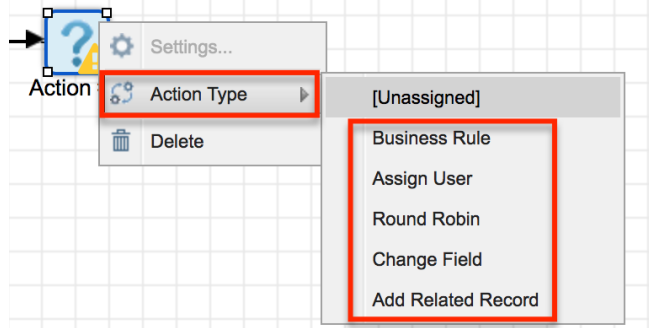 Settings...
Action
Action Type
[Unassigned]
Delete
Business Rule
Assign User
Round Robin
Change Field
Add Related Record